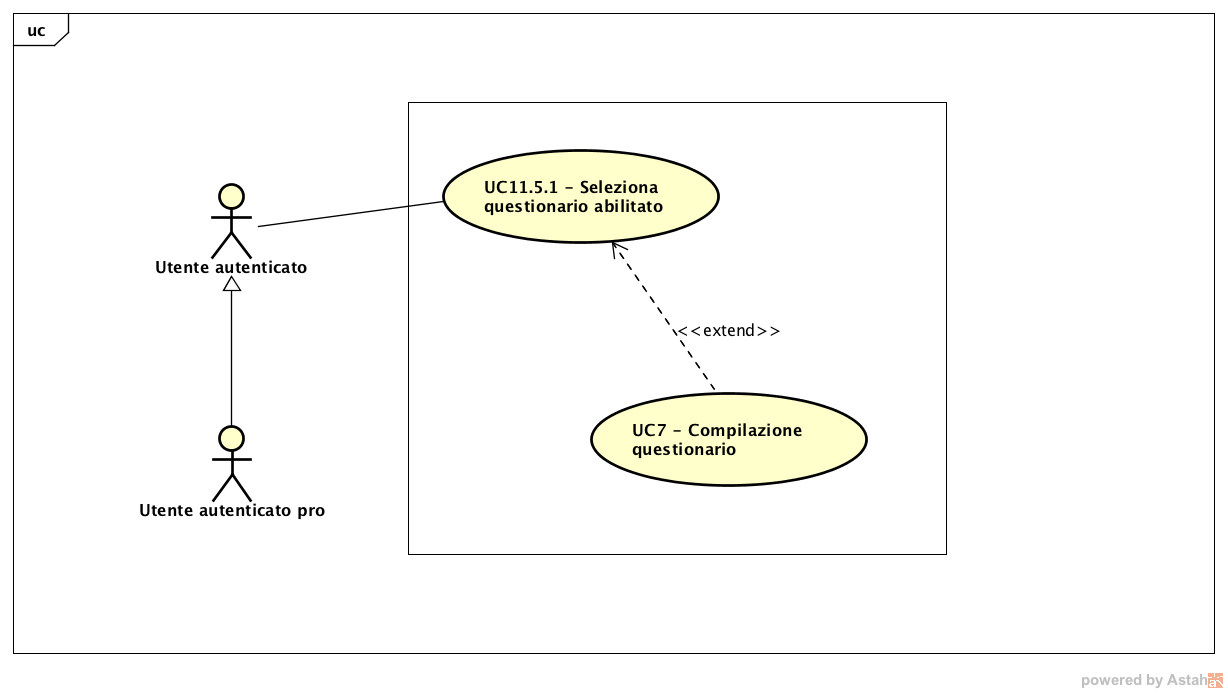 uc
UC11.5.1 - Seleziona
questionario abilitato
Utente autenticato
<<extend>>
UC7 - Compilazione
questionario
Utente autenticato pro
powered by Astah